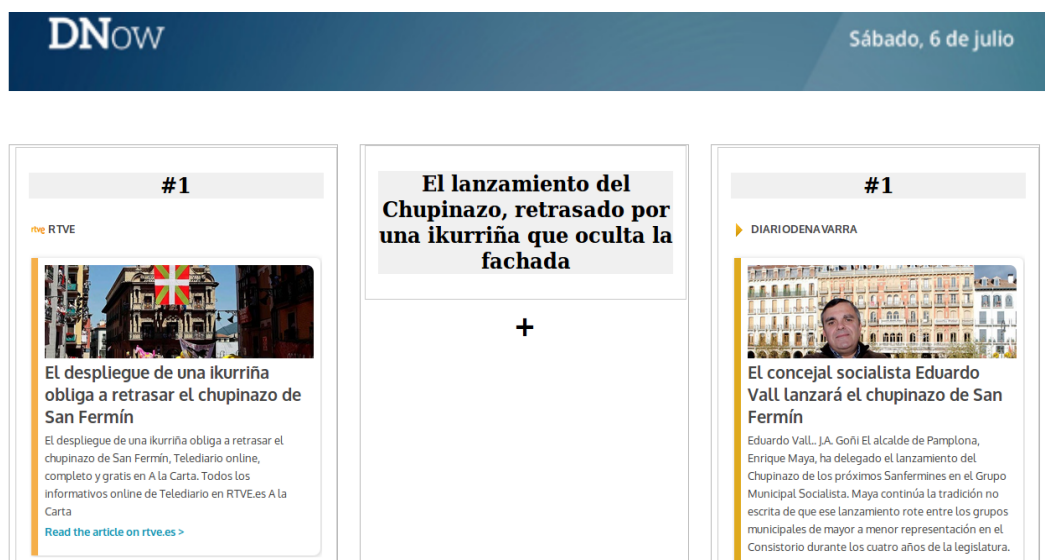 DNow
Sábado, 6 de julio
#1
rtve RTVE
El despliegue de una ikurriña
obliga a retrasar el chupinazo de
San Fermín
El despliegue de una ikurriña obliga a retrasar el
chupinazo de San Fermín, Telediario online,
completo y gratis en A la Carta. Todos los
informativos online de Telediario en RTVE.es A la
Carta
Read the article on rtve.es >
El lanzamiento del
Chupinazo, retrasado por
una ikurriña que oculta la
fachada
+
#1
DIARIODENAVARRA
El concejal socialista Eduardo
Vall lanzará el chupinazo de San
Fermín
Eduardo Vall.. J.A. Goñi El alcalde de Pamplona,
Enrique Maya, ha delegado el lanzamiento del
Chupinazo de los próximos Sanfermines en el Grupo
Municipal Socialista. Maya continúa la tradición no
escrita de que ese lanzamiento rote entre los grupos
municipales de mayor a menor representación en el
Consistorio durante los cuatro años de la legislatura.